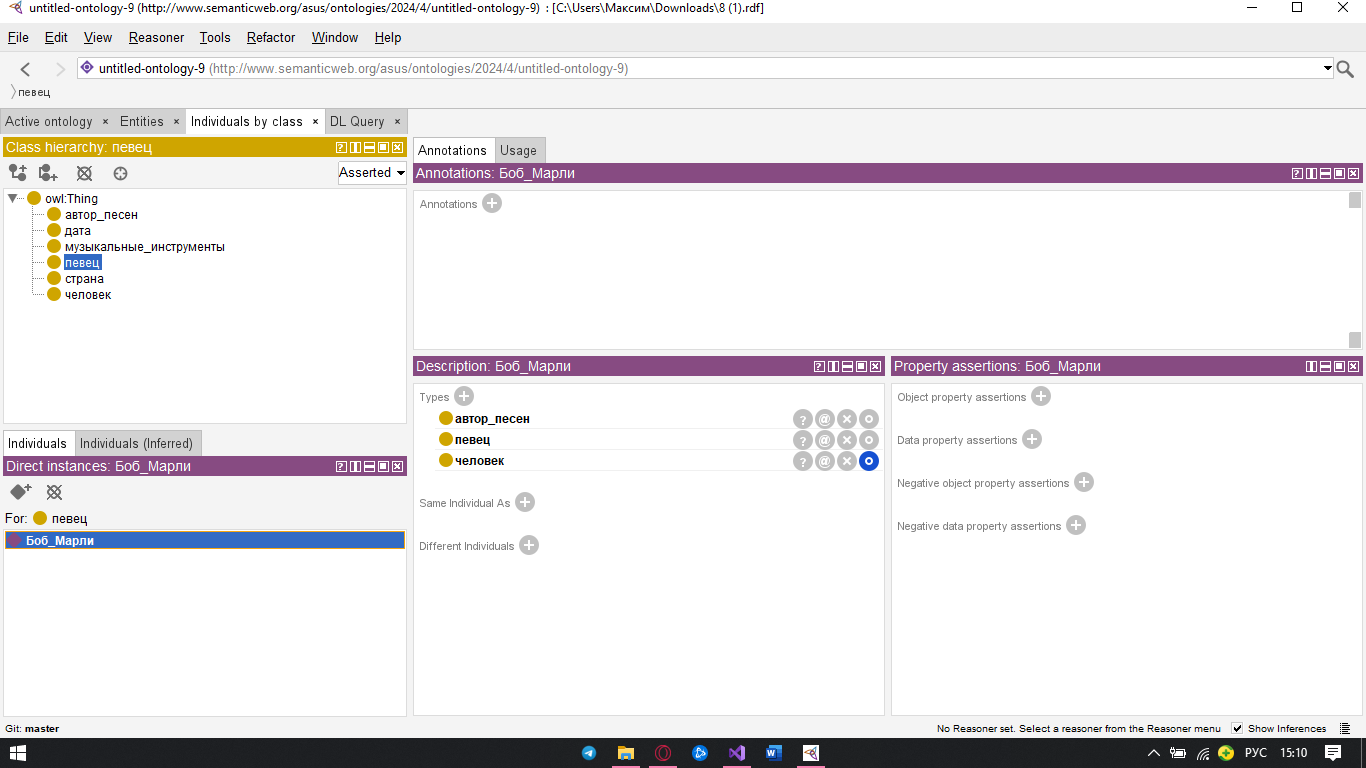 untitled-ontology-9 (http://www.semanticweb.org/asus/ontologies/2024/4/untitled-ontology-9) : [C:\Users\Максим\Downloads\8 (1).rdf]
File Edit View Reasoner Tools Refactor Window Help
untitled-ontology-9 (http://www.semanticweb.org/asus/ontologies/2024/4/untitled-ontology-9)
певец
Active ontology × Entities × Individuals by class × DL Query ×
Class hierarchy: певец
Asserted
owl:Thing
автор_песен
дата
музыкальные_инструменты
певец
страна
человек
Individuals Individuals (Inferred)
Direct instances: Боб_Марли
For: певец
Боб_Марли
Annotations Usage
Annotations: Боб_Марли
Annotations
Description: Боб_Марли
Types
автор_песен
певец
человек
Same Individual As
Different Individuals
Property assertions: Боб_Марли
Object property assertions
Data property assertions
Negative object property assertions
Negative data property assertions
Git: master
No Reasoner set. Select a reasoner from the Reasoner menu Show Inferences
РУС 15:10